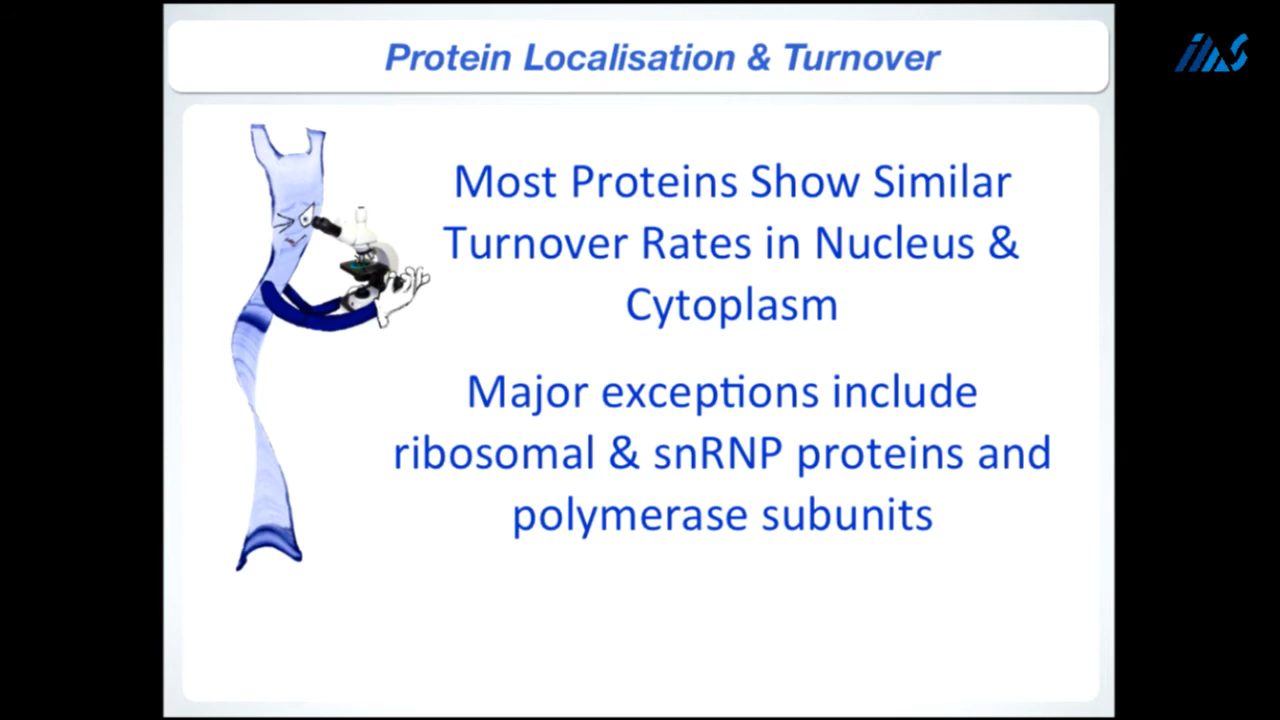 Protein Localisation & Turnover
Most Proteins Show Similar
Turnover Rates in Nucleus &
Cytoplasm
Major exceptions include
ribosomal & snRNP proteins and
polymerase subunits